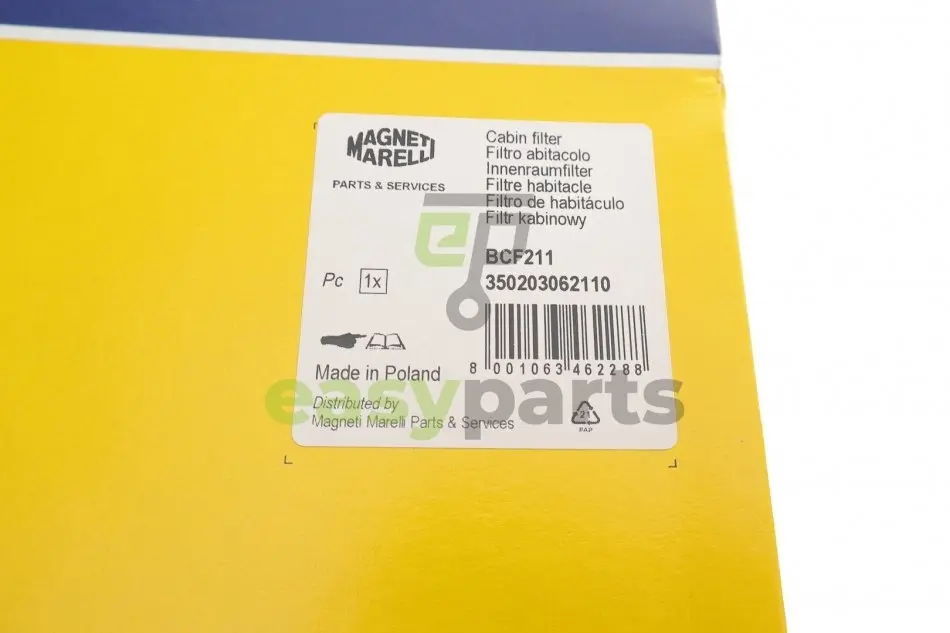 MAGNETI
MARELLI
PARTS & SERVICES
Cabin filter
Filtro abitacolo
Innenraumfilter
Filtre habitacle
Filtro de habitáculo
Filtr kabinowy
BCF211
350203062110
Pc 1x
8 001063 462288
Made in Poland
Distributed by
Magneti Marelli Parts & Services
21
PAP
easyparts